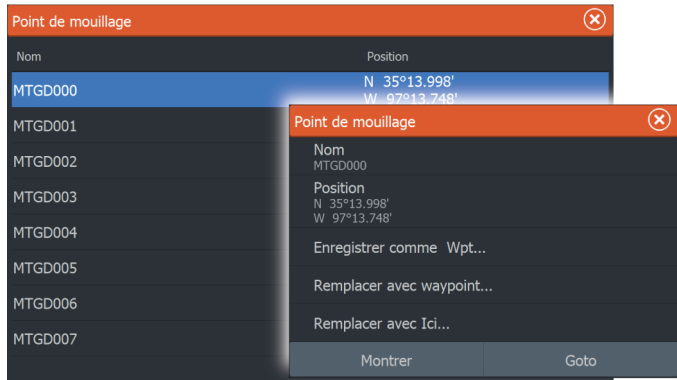 Point de mouillage
Nom Position
MTGD000 N 35°13.998'
W 97°13.748'
MTGD001
MTGD002
MTGD003
MTGD004
MTGD005
MTGD006
MTGD007
Point de mouillage
Nom
MTGD000
Position
N 35°13.998'
W 97°13.748'
Enregistrer comme Wpt...
Remplacer avec waypoint...
Remplacer avec Ici...
Montrer Goto